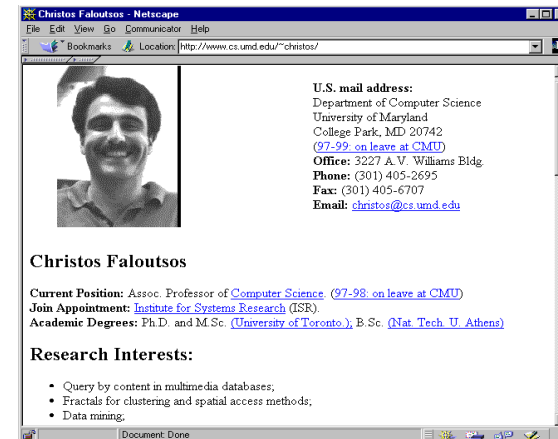 Christos Faloutsos - Netscape
File Edit View Go Communicator Help
Bookmarks Location: http://www.cs.umd.edu/~christos/
U.S. mail address:
Department of Computer Science
University of Maryland
College Park, MD 20742
(97-99: on leave at CMU)
Office: 3227 A.V. Williams Bldg.
Phone: (301) 405-2695
Fax: (301) 405-6707
Email: christos@cs.umd.edu
Christos Faloutsos
Current Position: Assoc. Professor of Computer Science. (97-98: on leave at CMU)
Join Appointment: Institute for Systems Research (ISR).
Academic Degrees: Ph.D. and M.Sc. (University of Toronto.); B.Sc. (Nat. Tech. U. Athens)
Research Interests:
• Query by content in multimedia databases;
• Fractals for clustering and spatial access methods;
• Data mining;
Document: Done